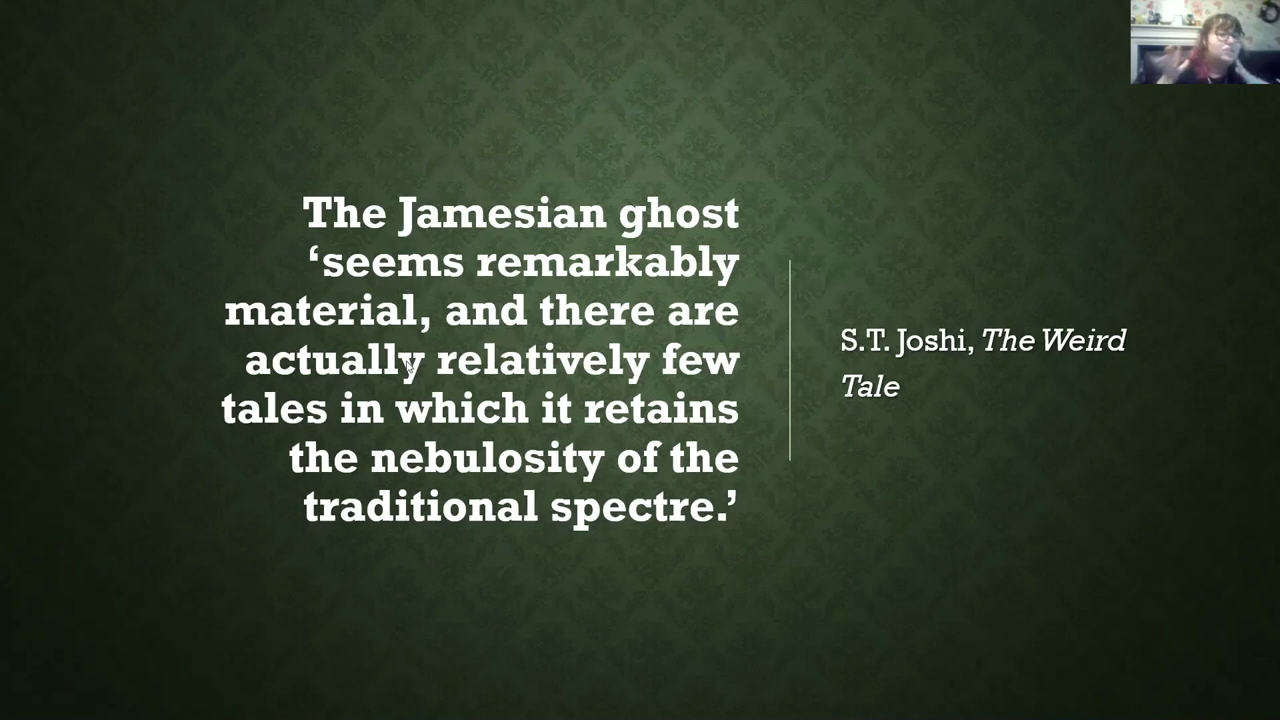 The Jamesian ghost
‘seems remarkably
material, and there are
actually relatively few
tales in which it retains
the nebulosity of the
traditional spectre.’
S.T. Joshi, The Weird
Tale